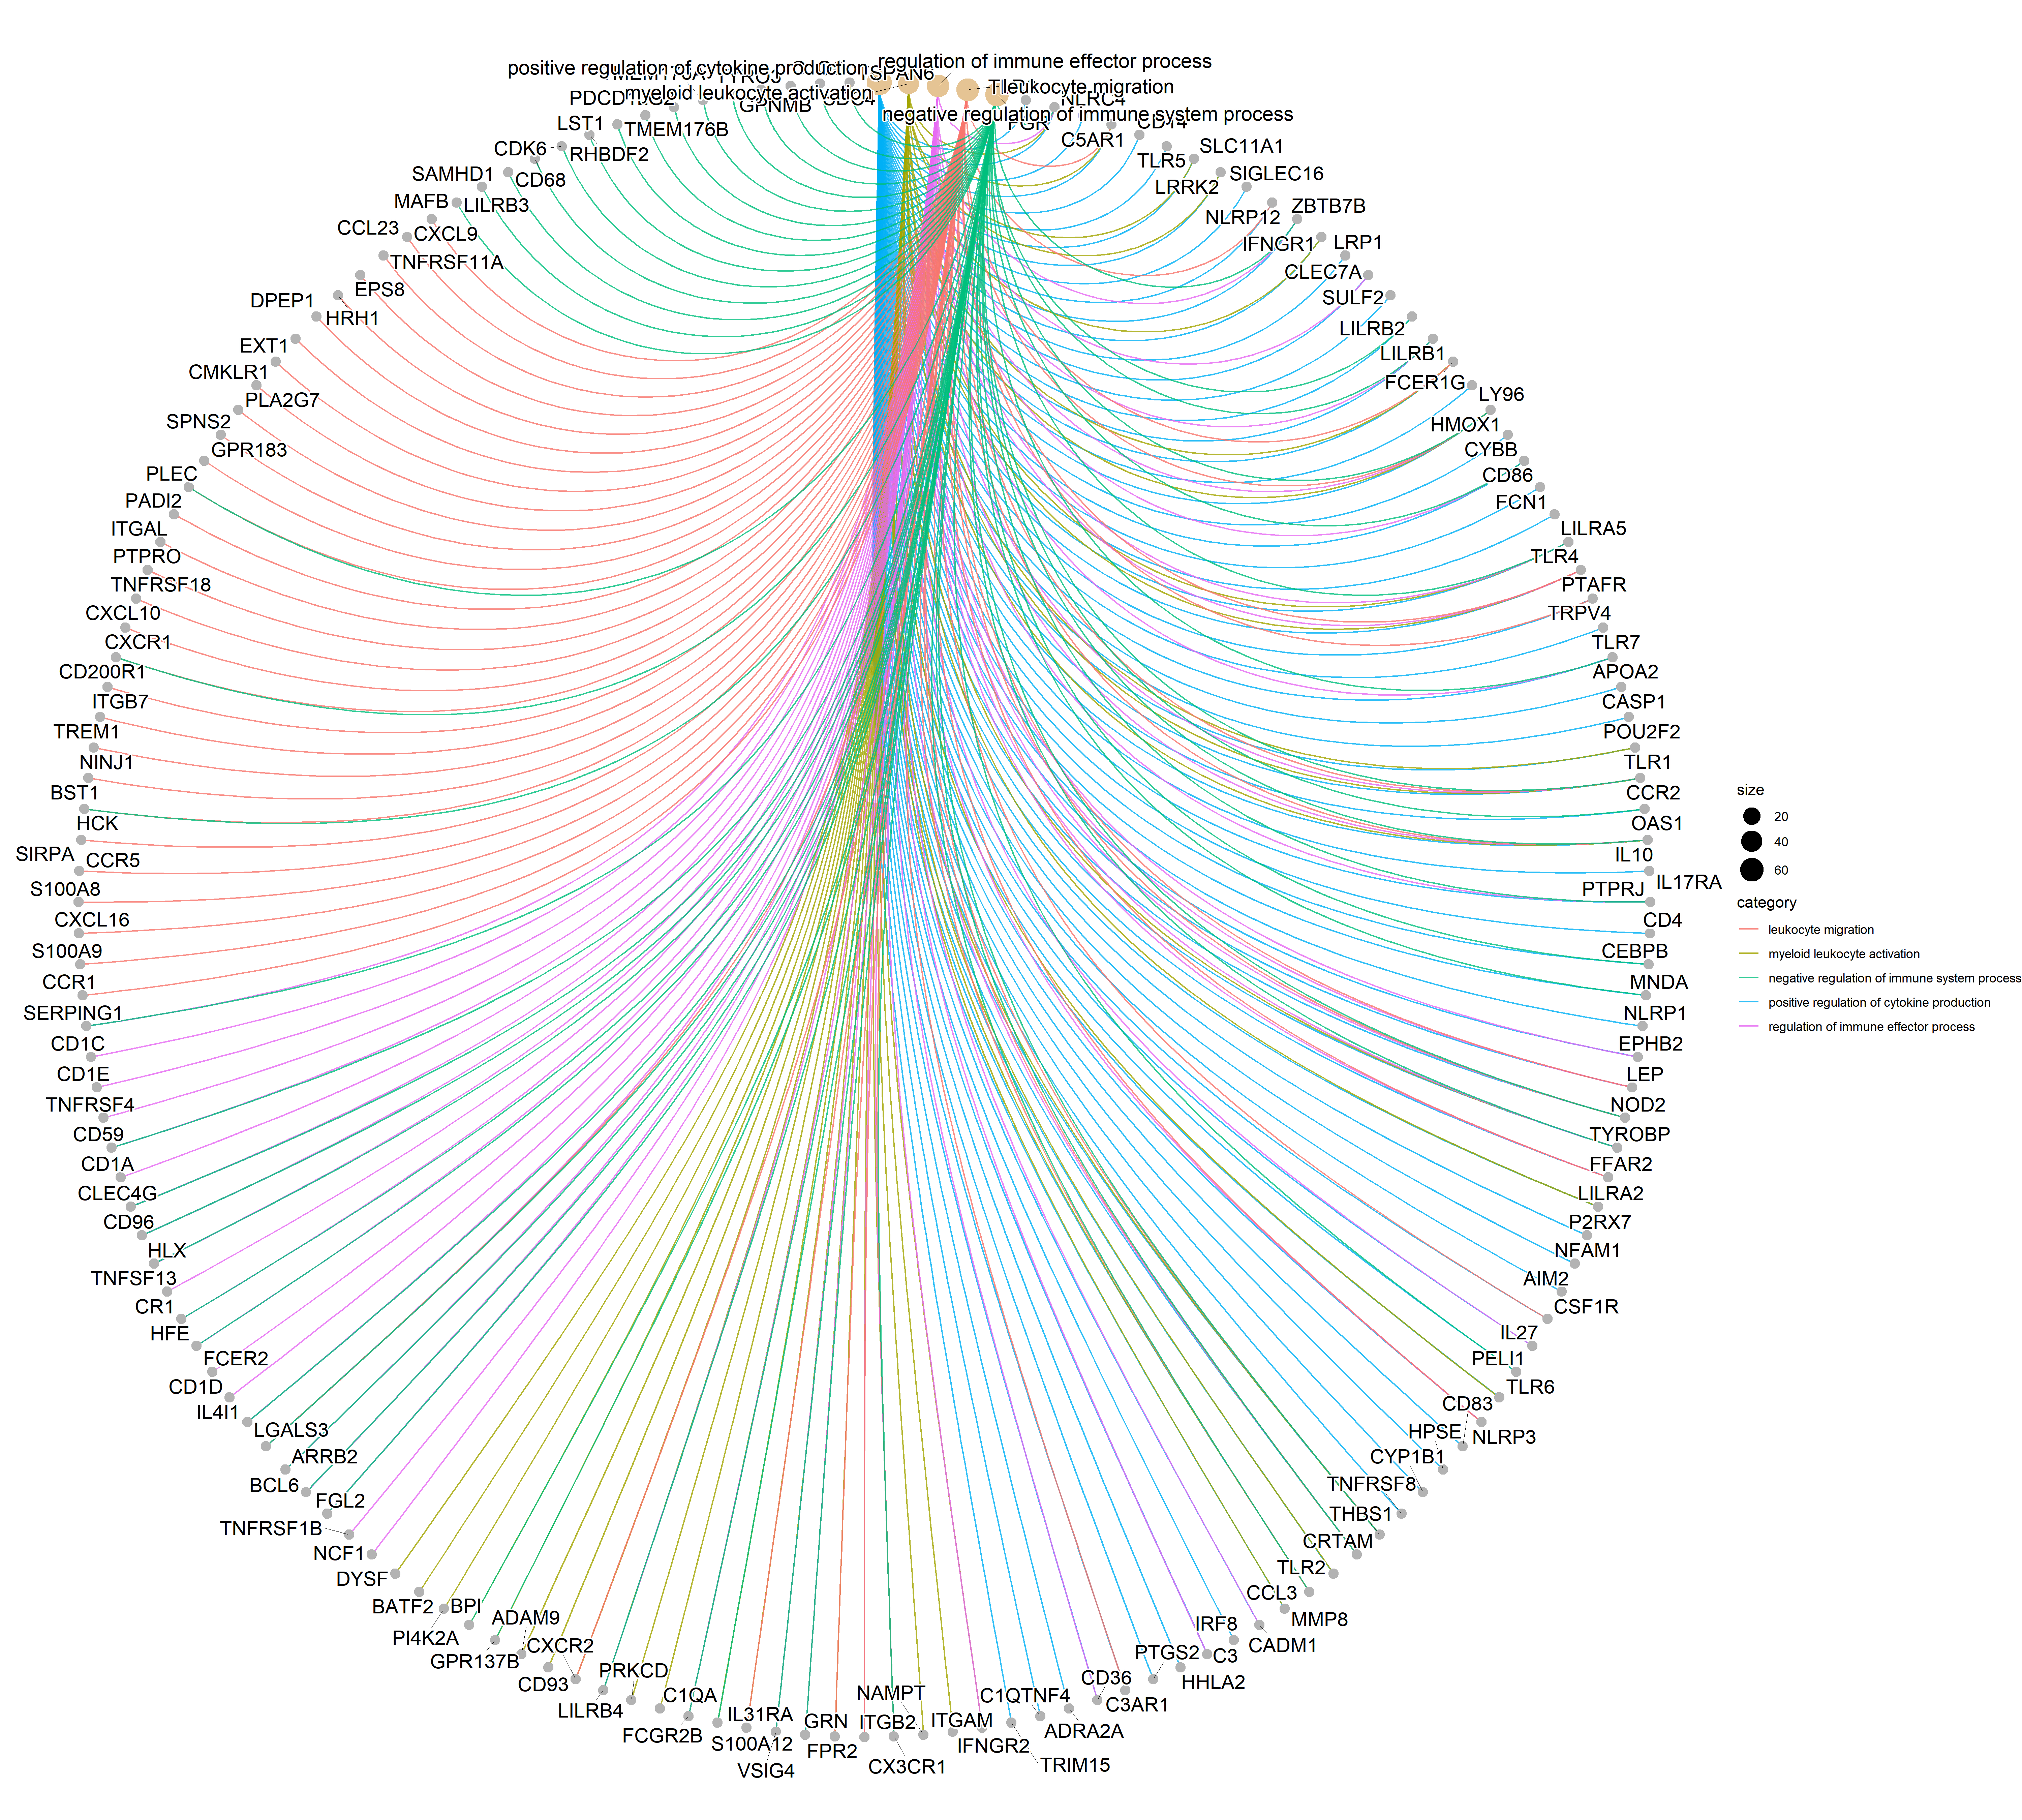 positive regulation of cytokine production
regulation of immune effector process
TSPAN6
myeloid leukocyte activation
leukocyte migration
GPNMB
NLRC4
negative regulation of immune system process
LST1
TMEM176B
C5AR1
CDK6
RHBDF2
TLR5
SLC11A1
SAMHD1
CD68
LRRK2
SIGLEC16
MAFB
LILRB3
NLRP12
ZBTB7B
CCL23
CXCL9
IFNGR1
LRP1
TNFRSF11A
CLEC7A
EPS8
SULF2
DPEP1
HRH1
LILRB2
EXT1
LILRB1
CMKLR1
FCER1G
PLA2G7
LY96
SPNS2
HMOX1
GPR183
CYBB
PLEC
CD86
PADI2
FCN1
ITGAL
LILRA5
PTPRO
TLR4
TNFRSF18
PTAFR
CXCL10
TRPV4
CXCR1
TLR7
CD200R1
APOA2
ITGB7
CASP1
TREM1
POU2F2
NINJ1
TLR1
BST1
CCR2
HCK
OAS1
SIRPA
CCR5
IL10
S100A8
PTPRJ
IL17RA
CXCL16
CD4
S100A9
CEBPB
CCR1
MNDA
SERPING1
NLRP1
CD1C
EPHB2
CD1E
LEP
TNFRSF4
NOD2
CD59
TYROBP
CD1A
FFAR2
CLEC4G
LILRA2
CD96
P2RX7
HLX
NFAM1
TNFSF13
AIM2
CR1
CSF1R
HFE
IL27
FCER2
PELI1
CD1D
TLR6
IL4I1
CD83
LGALS3
HPSE
NLRP3
ARRB2
CYP1B1
BCL6
TNFRSF8
FGL2
THBS1
TNFRSF1B
CRTAM
NCF1
TLR2
DYSF
CCL3
BATF2
BPI
MMP8
ADAM9
IRF8
PI4K2A
CXCR2
CADM1
GPR137B
PTGS2
C3
CD93
PRKCD
CD36
HHLA2
LILRB4
C1QA
NAMPT
C1QTNF4
C3AR1
FCGR2B
IL31RA
GRN
ITGB2
ITGAM
ADRA2A
S100A12
FPR2
IFNGR2
VSIG4
CX3CR1
TRIM15
size
20
40
60
category
leukocyte migration
myeloid leukocyte activation
negative regulation of immune system process
positive regulation of cytokine production
regulation of immune effector process